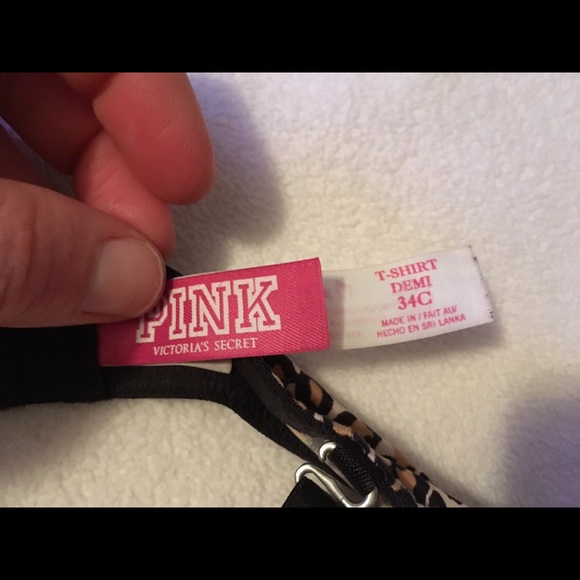 PINK
VICTORIA'S SECRET
T-SHIRT
DEMI
34C
MADE IN / FAIT AU/
HECHO EN SRI LANKA